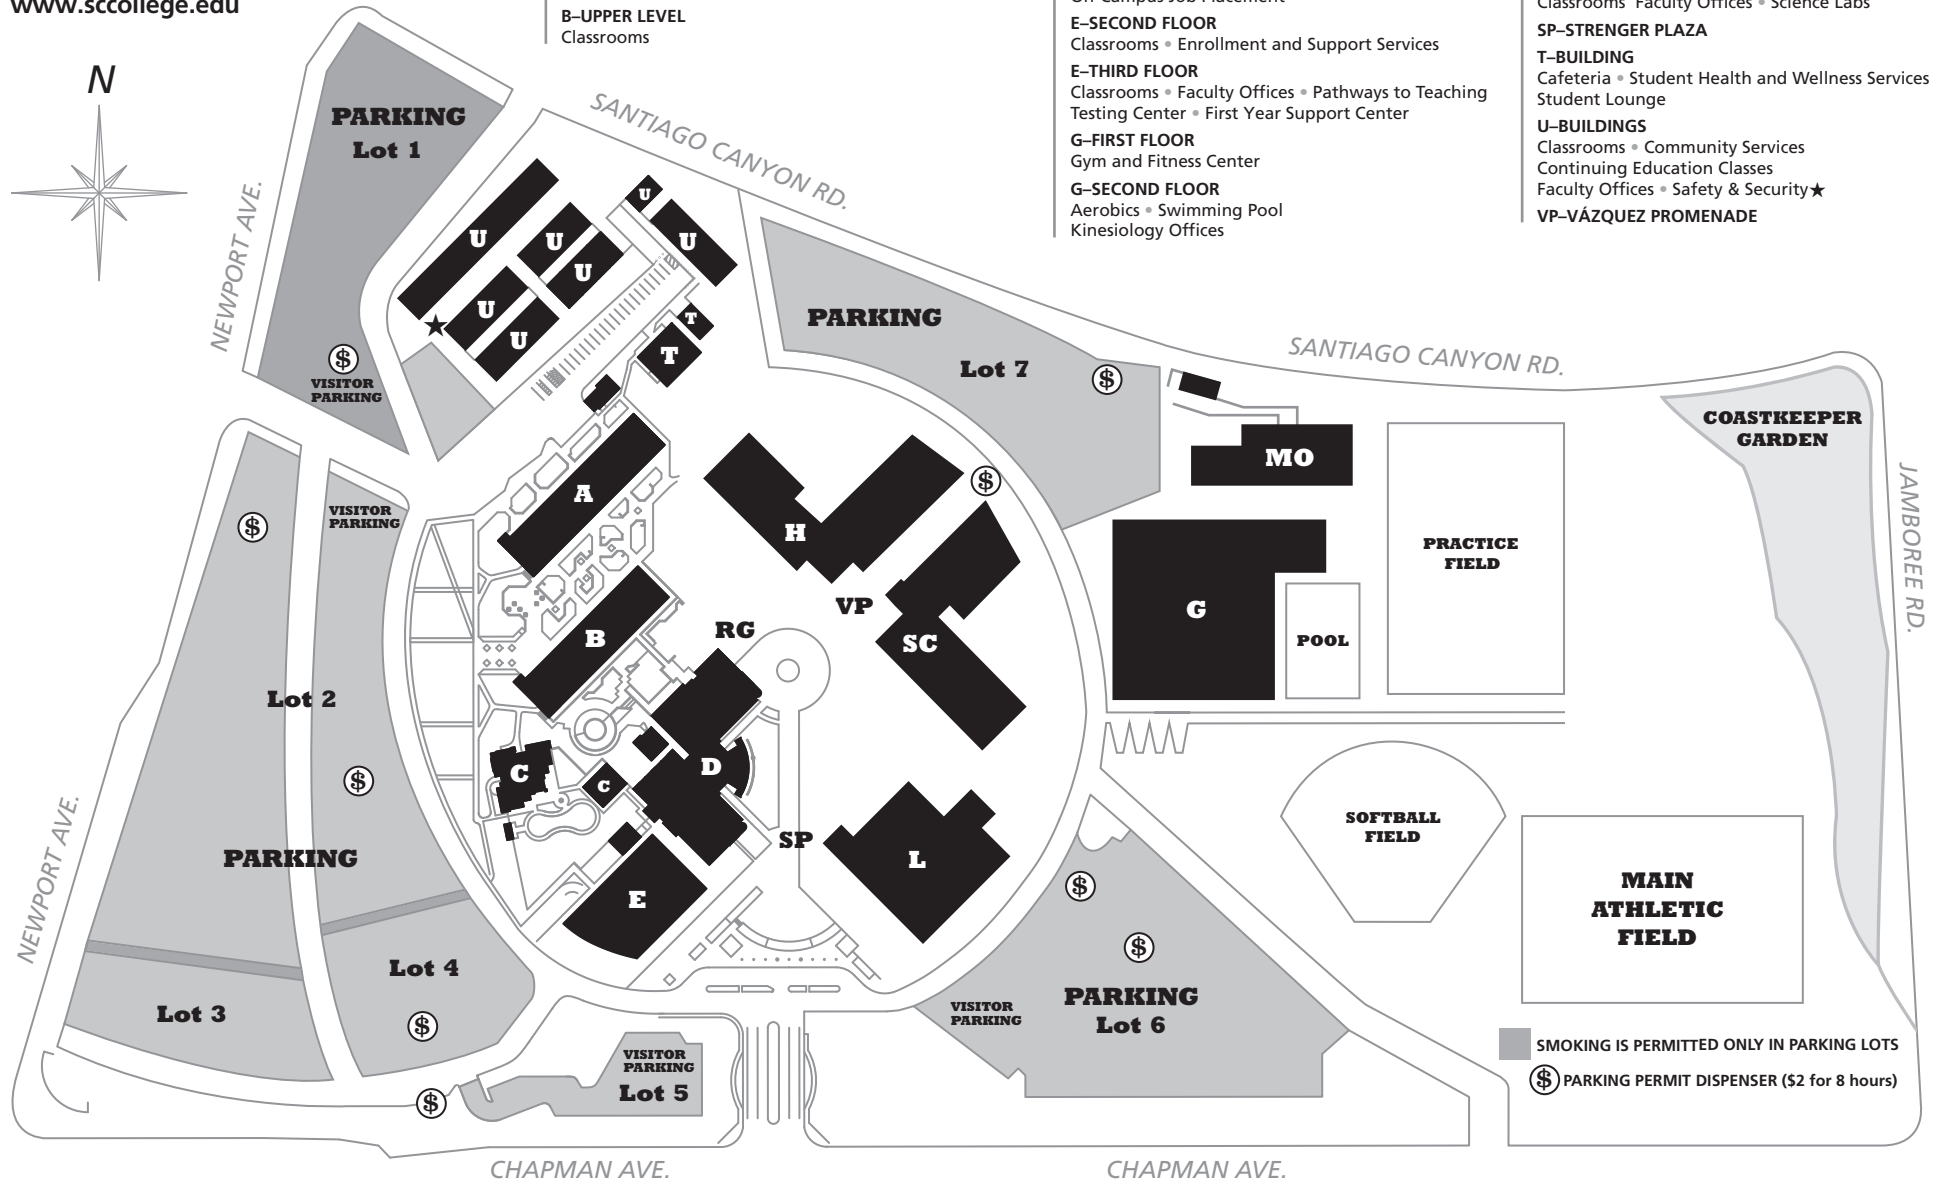 www.sccollege.edu
B–UPPER LEVEL
Classrooms
E–SECOND FLOOR
Classrooms • Enrollment and Support Services
E–THIRD FLOOR
Classrooms • Faculty Offices • Pathways to Teaching
Testing Center • First Year Support Center
G–FIRST FLOOR
Gym and Fitness Center
G–SECOND FLOOR
Aerobics • Swimming Pool
Kinesiology Offices
Classrooms Faculty Offices • Science Labs
SP–STRENGER PLAZA
T–BUILDING
Cafeteria • Student Health and Wellness Services
Student Lounge
U–BUILDINGS
Classrooms • Community Services
Continuing Education Classes
Faculty Offices • Safety & Security★
VP–VÁZQUEZ PROMENADE
N
PARKING
Lot 1
NEWPORT AVE.
SANTIAGO CANYON RD.
U
U
U
U
U
U
U
T
T
$
VISITOR
PARKING
PARKING
Lot 7
$
SANTIAGO CANYON RD.
COASTKEEPER
GARDEN
JAMBOREE RD.
MO
$
VISITOR
PARKING
A
H
$
PRACTICE
FIELD
G
POOL
VP
RG
B
SC
Lot 2
$
C
C
D
SP
L
E
PARKING
NEWPORT AVE.
SOFTBALL
FIELD
MAIN
ATHLETIC
FIELD
$
$
Lot 4
Lot 3
$
VISITOR
PARKING
PARKING
Lot 6
VISITOR
PARKING
Lot 5
$
SMOKING IS PERMITTED ONLY IN PARKING LOTS
$ PARKING PERMIT DISPENSER ($2 for 8 hours)
CHAPMAN AVE.
CHAPMAN AVE.